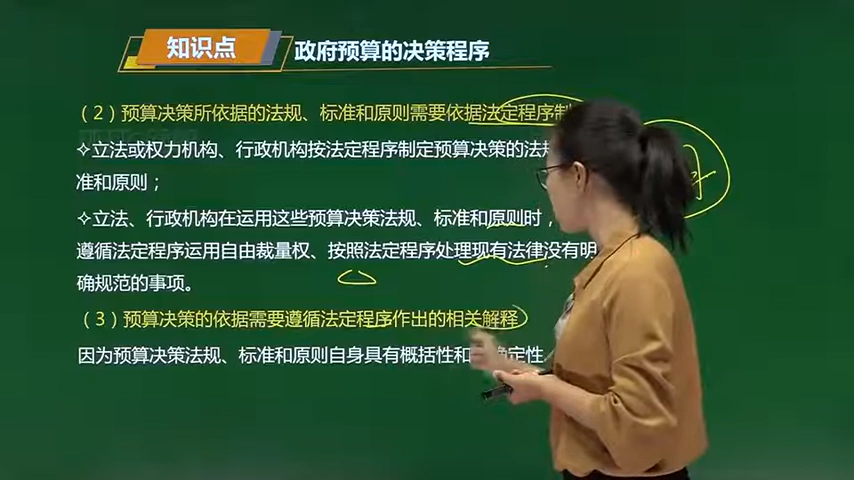 知识点
政府预算的决策程序
（2）预算决策所依据的法规、标准和原则需要依据法定程序制
✧立法或权力机构、行政机构按法定程序制定预算决策的法规
准和原则；
✧立法、行政机构在运用这些预算决策法规、标准和原则时，
遵循法定程序运用自由裁量权、按照法定程序处理现有法律没有明
确规范的事项。
（3）预算决策的依据需要遵循法定程序作出的相关解释
因为预算决策法规、标准和原则自身具有概括性和 确定性